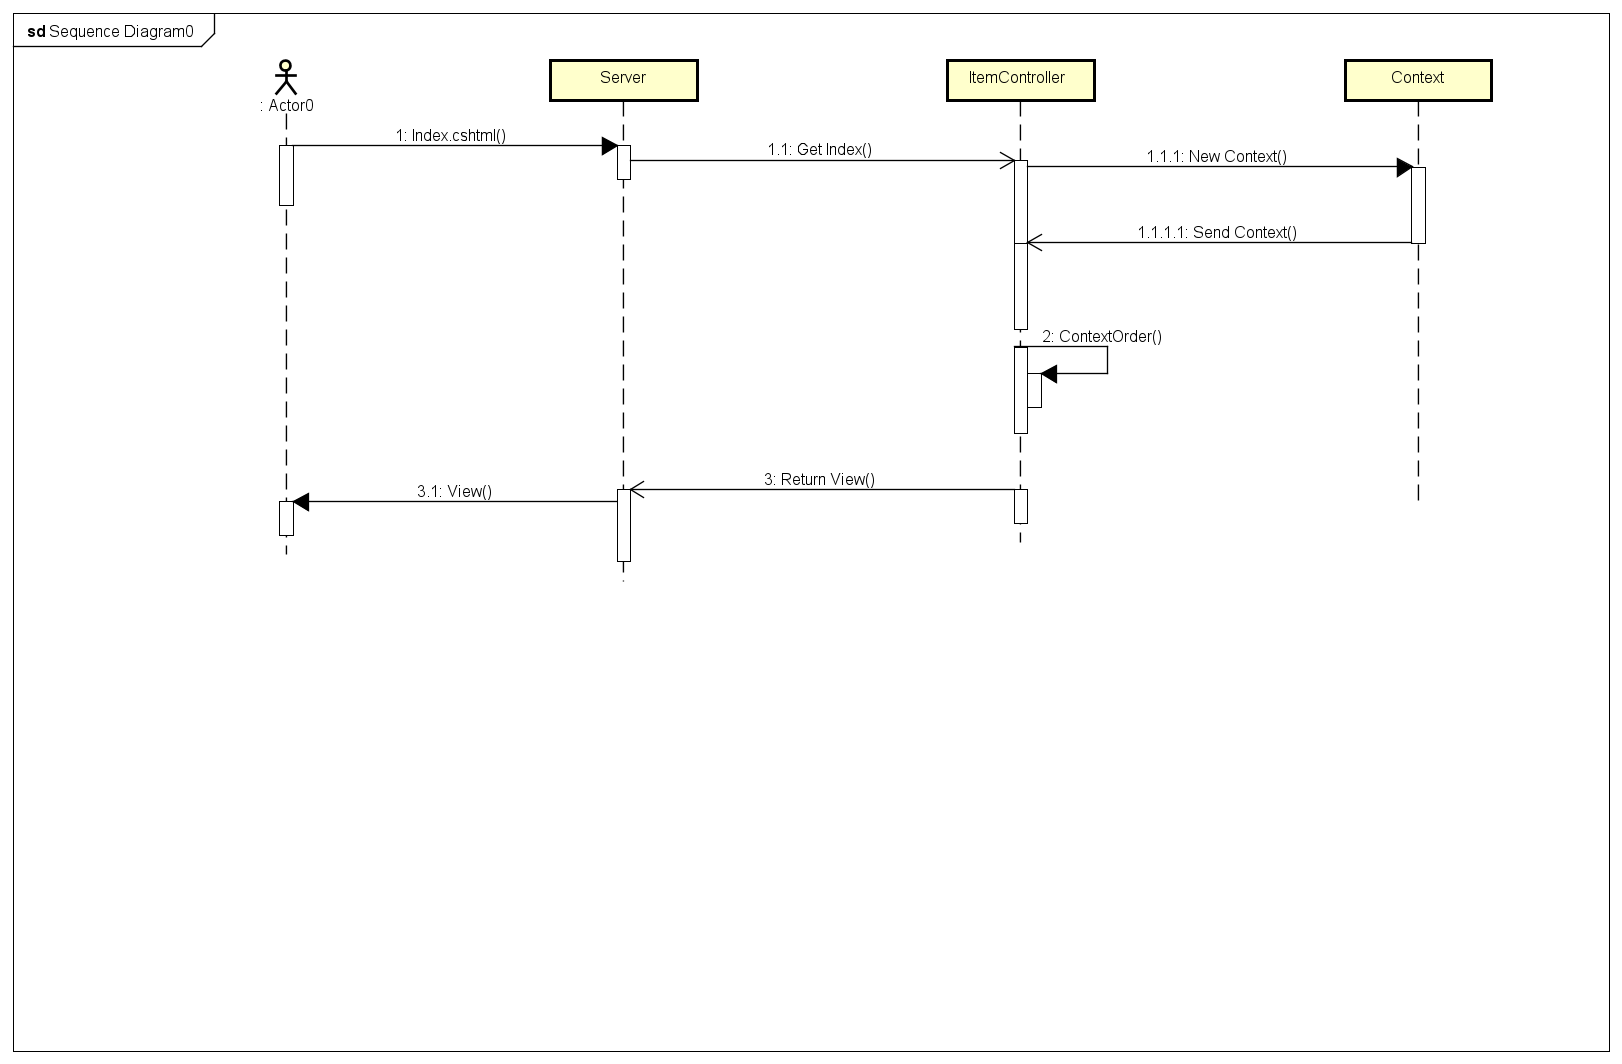 sd Sequence Diagram0
: Actor0
Server
ItemController
Context
1: Index.cshtml()
1.1: Get Index()
1.1.1: New Context()
1.1.1.1: Send Context()
2: ContextOrder()
3: Return View()
3.1: View()